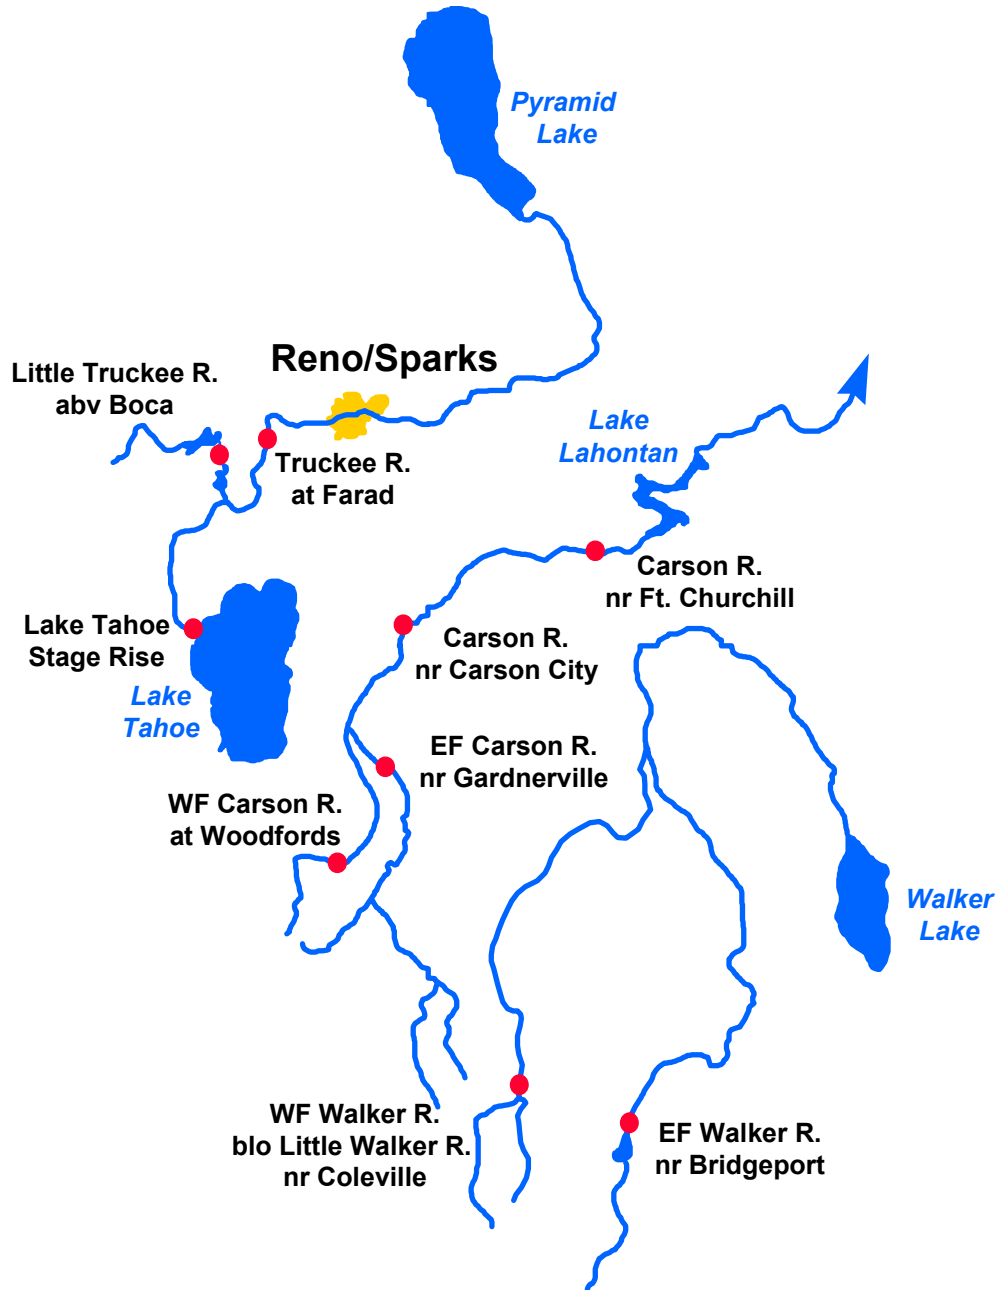 Pyramid
Lake
Reno/Sparks
Little Truckee R.
abv Boca
Lake
Lahontan
Truckee R.
at Farad
Carson R.
nr Ft. Churchill
Lake Tahoe
Stage Rise
Carson R.
nr Carson City
Lake
Tahoe
EF Carson R.
nr Gardnerville
WF Carson R.
at Woodfords
Walker
Lake
WF Walker R.
blo Little Walker R.
nr Coleville
EF Walker R.
nr Bridgeport